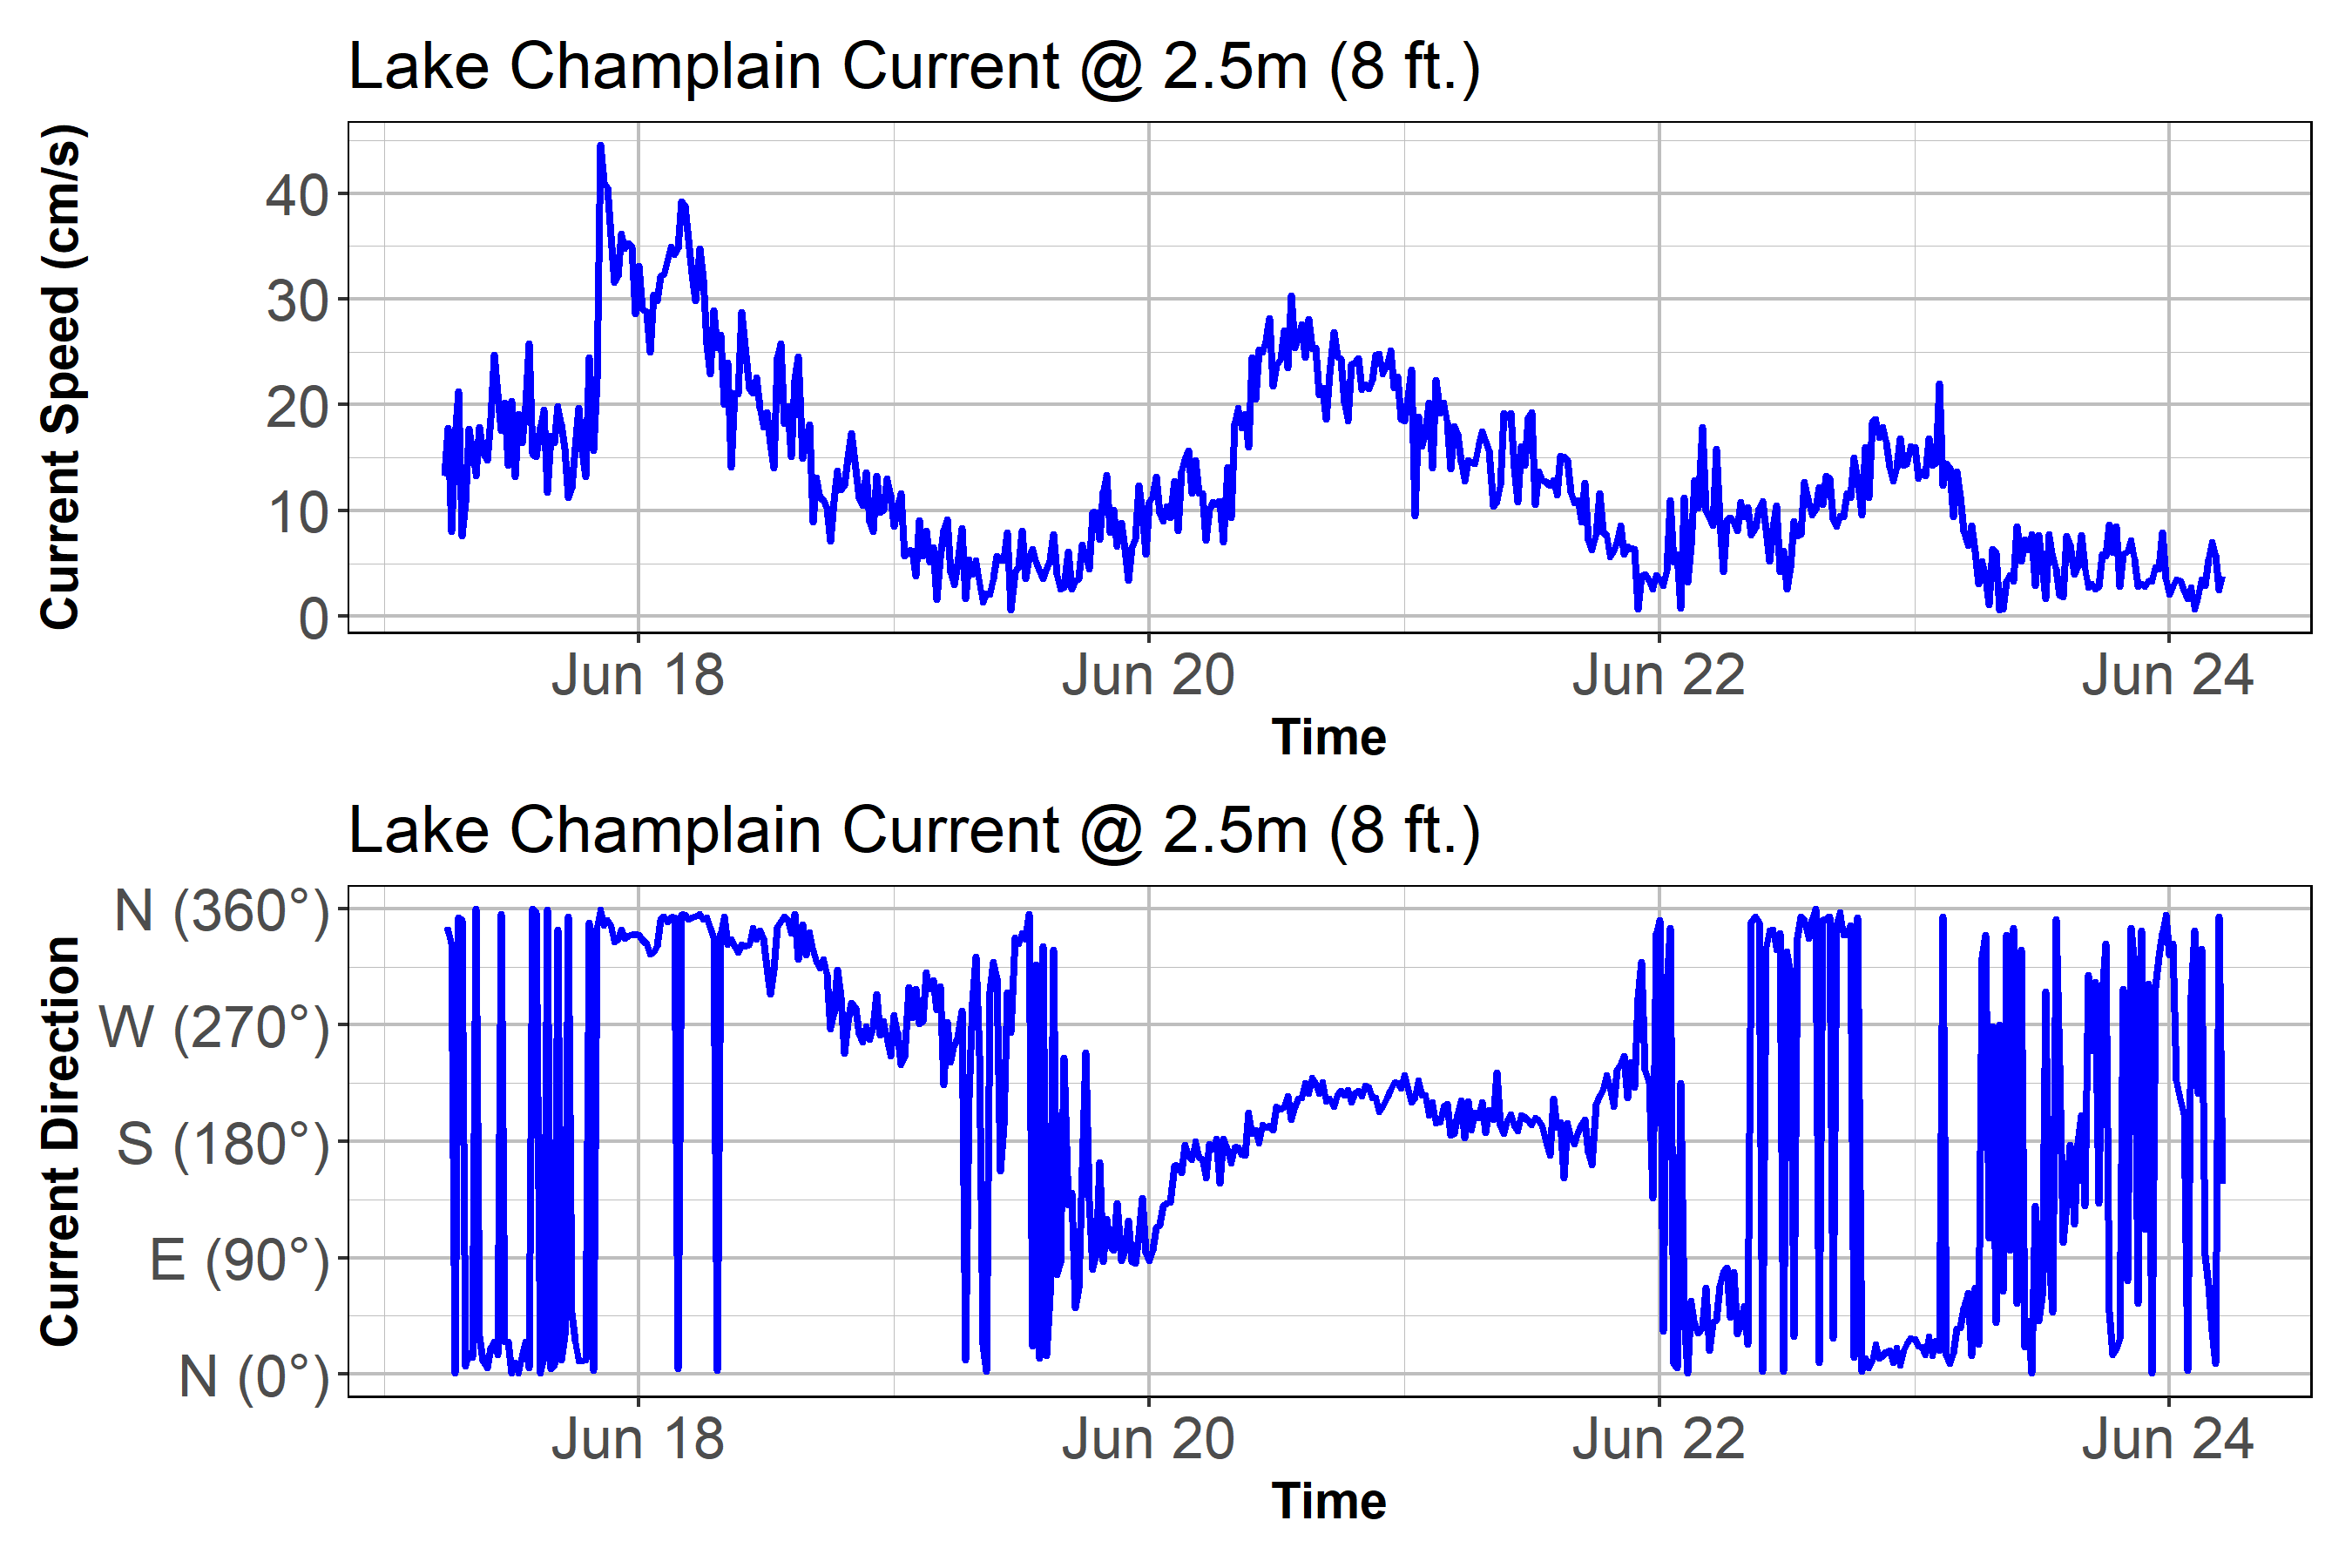 Lake Champlain Current @ 2.5m (8 ft.)
Current Speed (cm/s)
40
30
20
10
0
Jun 18 Jun 20 Jun 22 Jun 24
Time
Lake Champlain Current @ 2.5m (8 ft.)
Current Direction
N (360°)
W (270°)
S (180°)
E (90°)
N (0°)
Jun 18 Jun 20 Jun 22 Jun 24
Time